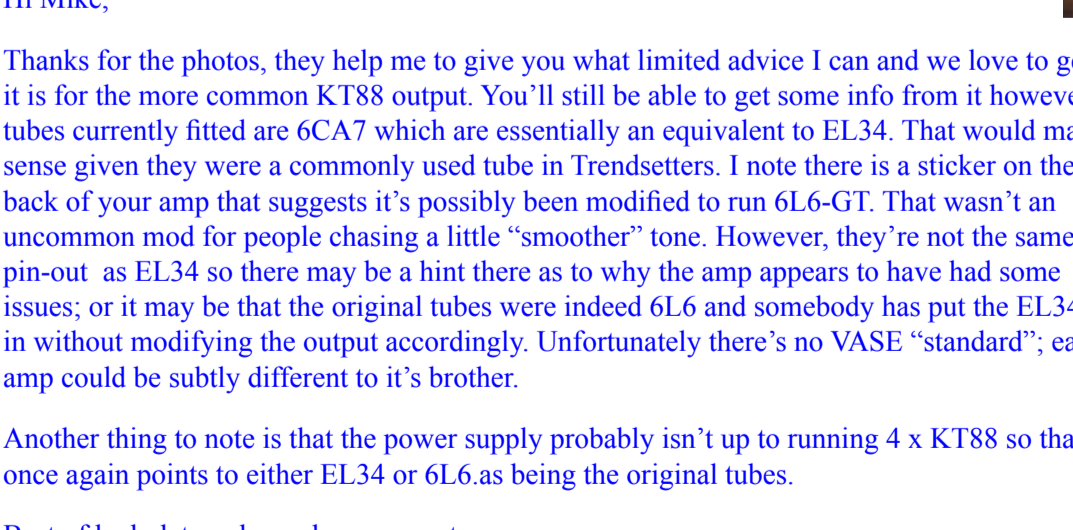 Hi Mike,
Thanks for the photos, they help me to give you what limited advice I can and we love to
it is for the more common KT88 output. You’ll still be able to get some info from it
tubes currently fitted are 6CA7 which are essentially an equivalent to EL34. That would
sense given they were a commonly used tube in Trendsetters. I note there is a sticker on the
back of your amp that suggests it’s possibly been modified to run 6L6-GT. That wasn’t an
uncommon mod for people chasing a little “smoother” tone. However, they’re not the same
pin-out as EL34 so there may be a hint there as to why the amp appears to have had some
issues; or it may be that the original tubes were indeed 6L6 and somebody has put the EL34
in without modifying the output accordingly. Unfortunately there’s no VASE “standard”;
amp could be subtly different to it’s brother.
Another thing to note is that the power supply probably isn’t up to running 4 x KT88 so
once again points to either EL34 or 6L6.as being the original tubes.